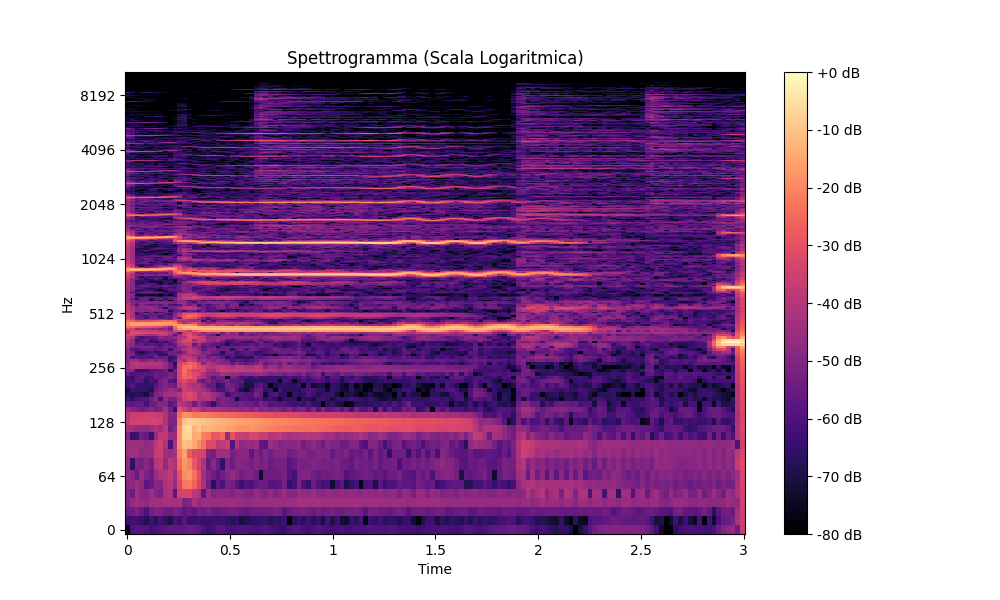 Spettrogramma (Scala Logaritmica)
Hz
8192
4096
2048
1024
512
256
128
64
0
0 0.5 1 1.5 2 2.5 3
Time
+0 dB
-10 dB
-20 dB
-30 dB
-40 dB
-50 dB
-60 dB
-70 dB
-80 dB